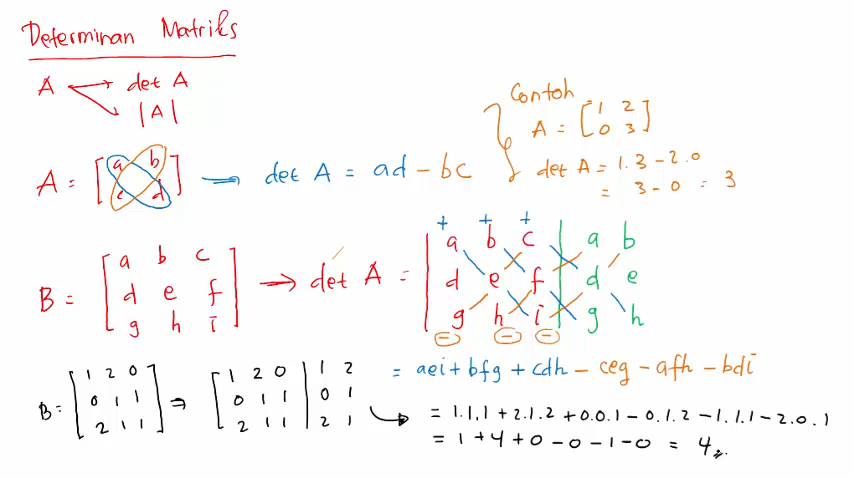 Determinan Matriks
A det A
|A|
Contoh
A = [1 2
0 3]
det A = 1.3 - 2.0
= 3 - 0 = 3
A = [a b
c d] → det A = ad - bc
B = [a b c
d e f
g h i] → det A =
+ + +
|a b c| a b
|d e f| d e
|g h i| g h
- - -
= aei + bfg + cdh - ceg - afh - bdi
B = [1 2 0
0 1 1
2 1 1] ⇒ [1 2 0 | 1 2
0 1 1 | 0 1
2 1 1 | 2 1
= 1.1.1 + 2.1.2 + 0.0.1 - 0.1.2 - 1.1.1 - 2.0.1
= 1 + 4 + 0 - 0 - 1 - 0 = 4